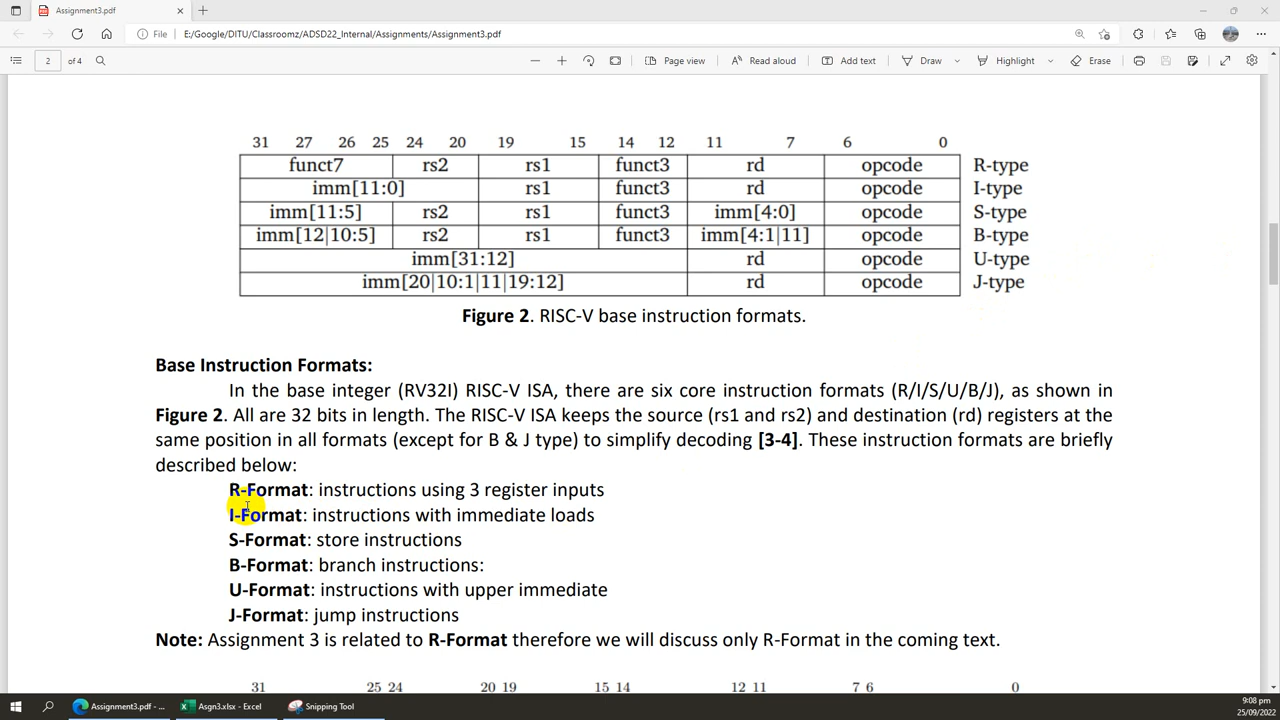 Assignment3.pdf
File E:/Google/DITU/Classroomz/ADSD22_Internal/Assignments/Assignment3.pdf
2 of 4 Page view Read aloud Add text Draw Highlight Erase
31 27 26 25 24 20 19 15 14 12 11 7 6 0
funct7 rs2 rs1 funct3 rd opcode R-type
imm[11:0] rs1 funct3 rd opcode I-type
imm[11:5] rs2 rs1 funct3 imm[4:0] opcode S-type
imm[12|10:5] rs2 rs1 funct3 imm[4:1|11] opcode B-type
imm[31:12] rd opcode U-type
imm[20|10:1|11|19:12] rd opcode J-type
Figure 2. RISC-V base instruction formats.
Base Instruction Formats:
In the base integer (RV32I) RISC-V ISA, there are six core instruction formats (R/I/S/U/B/J), as shown in
Figure 2. All are 32 bits in length. The RISC-V ISA keeps the source (rs1 and rs2) and destination (rd) registers at the
same position in all formats (except for B & J type) to simplify decoding [3-4]. These instruction formats are briefly
described below:
R-Format: instructions using 3 register inputs
I-Format: instructions with immediate loads
S-Format: store instructions
B-Format: branch instructions:
U-Format: instructions with upper immediate
J-Format: jump instructions
Note: Assignment 3 is related to R-Format therefore we will discuss only R-Format in the coming text.
31 25 24 20 19 15 14 12 11 7 6 0
Assignment3.pdf - ... Asgn3.xlsx - Excel Snipping Tool
9:08 pm
25/09/2022